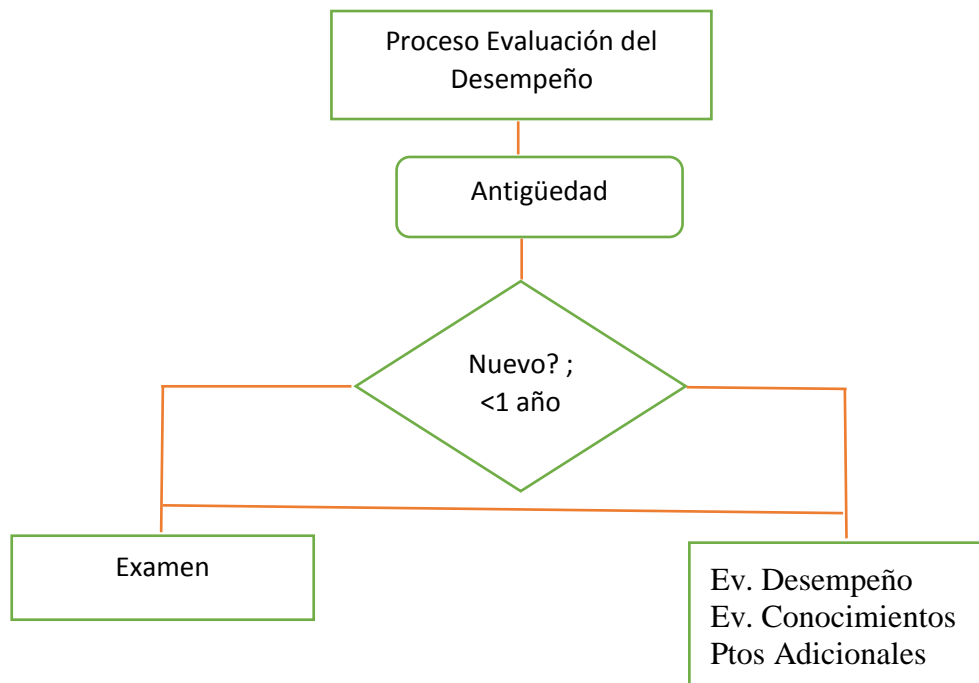 Proceso Evaluación del
Desempeño
Antigüedad
Nuevo? ;
<1 año
Examen
Ev. Desempeño
Ev. Conocimientos
Ptos Adicionales